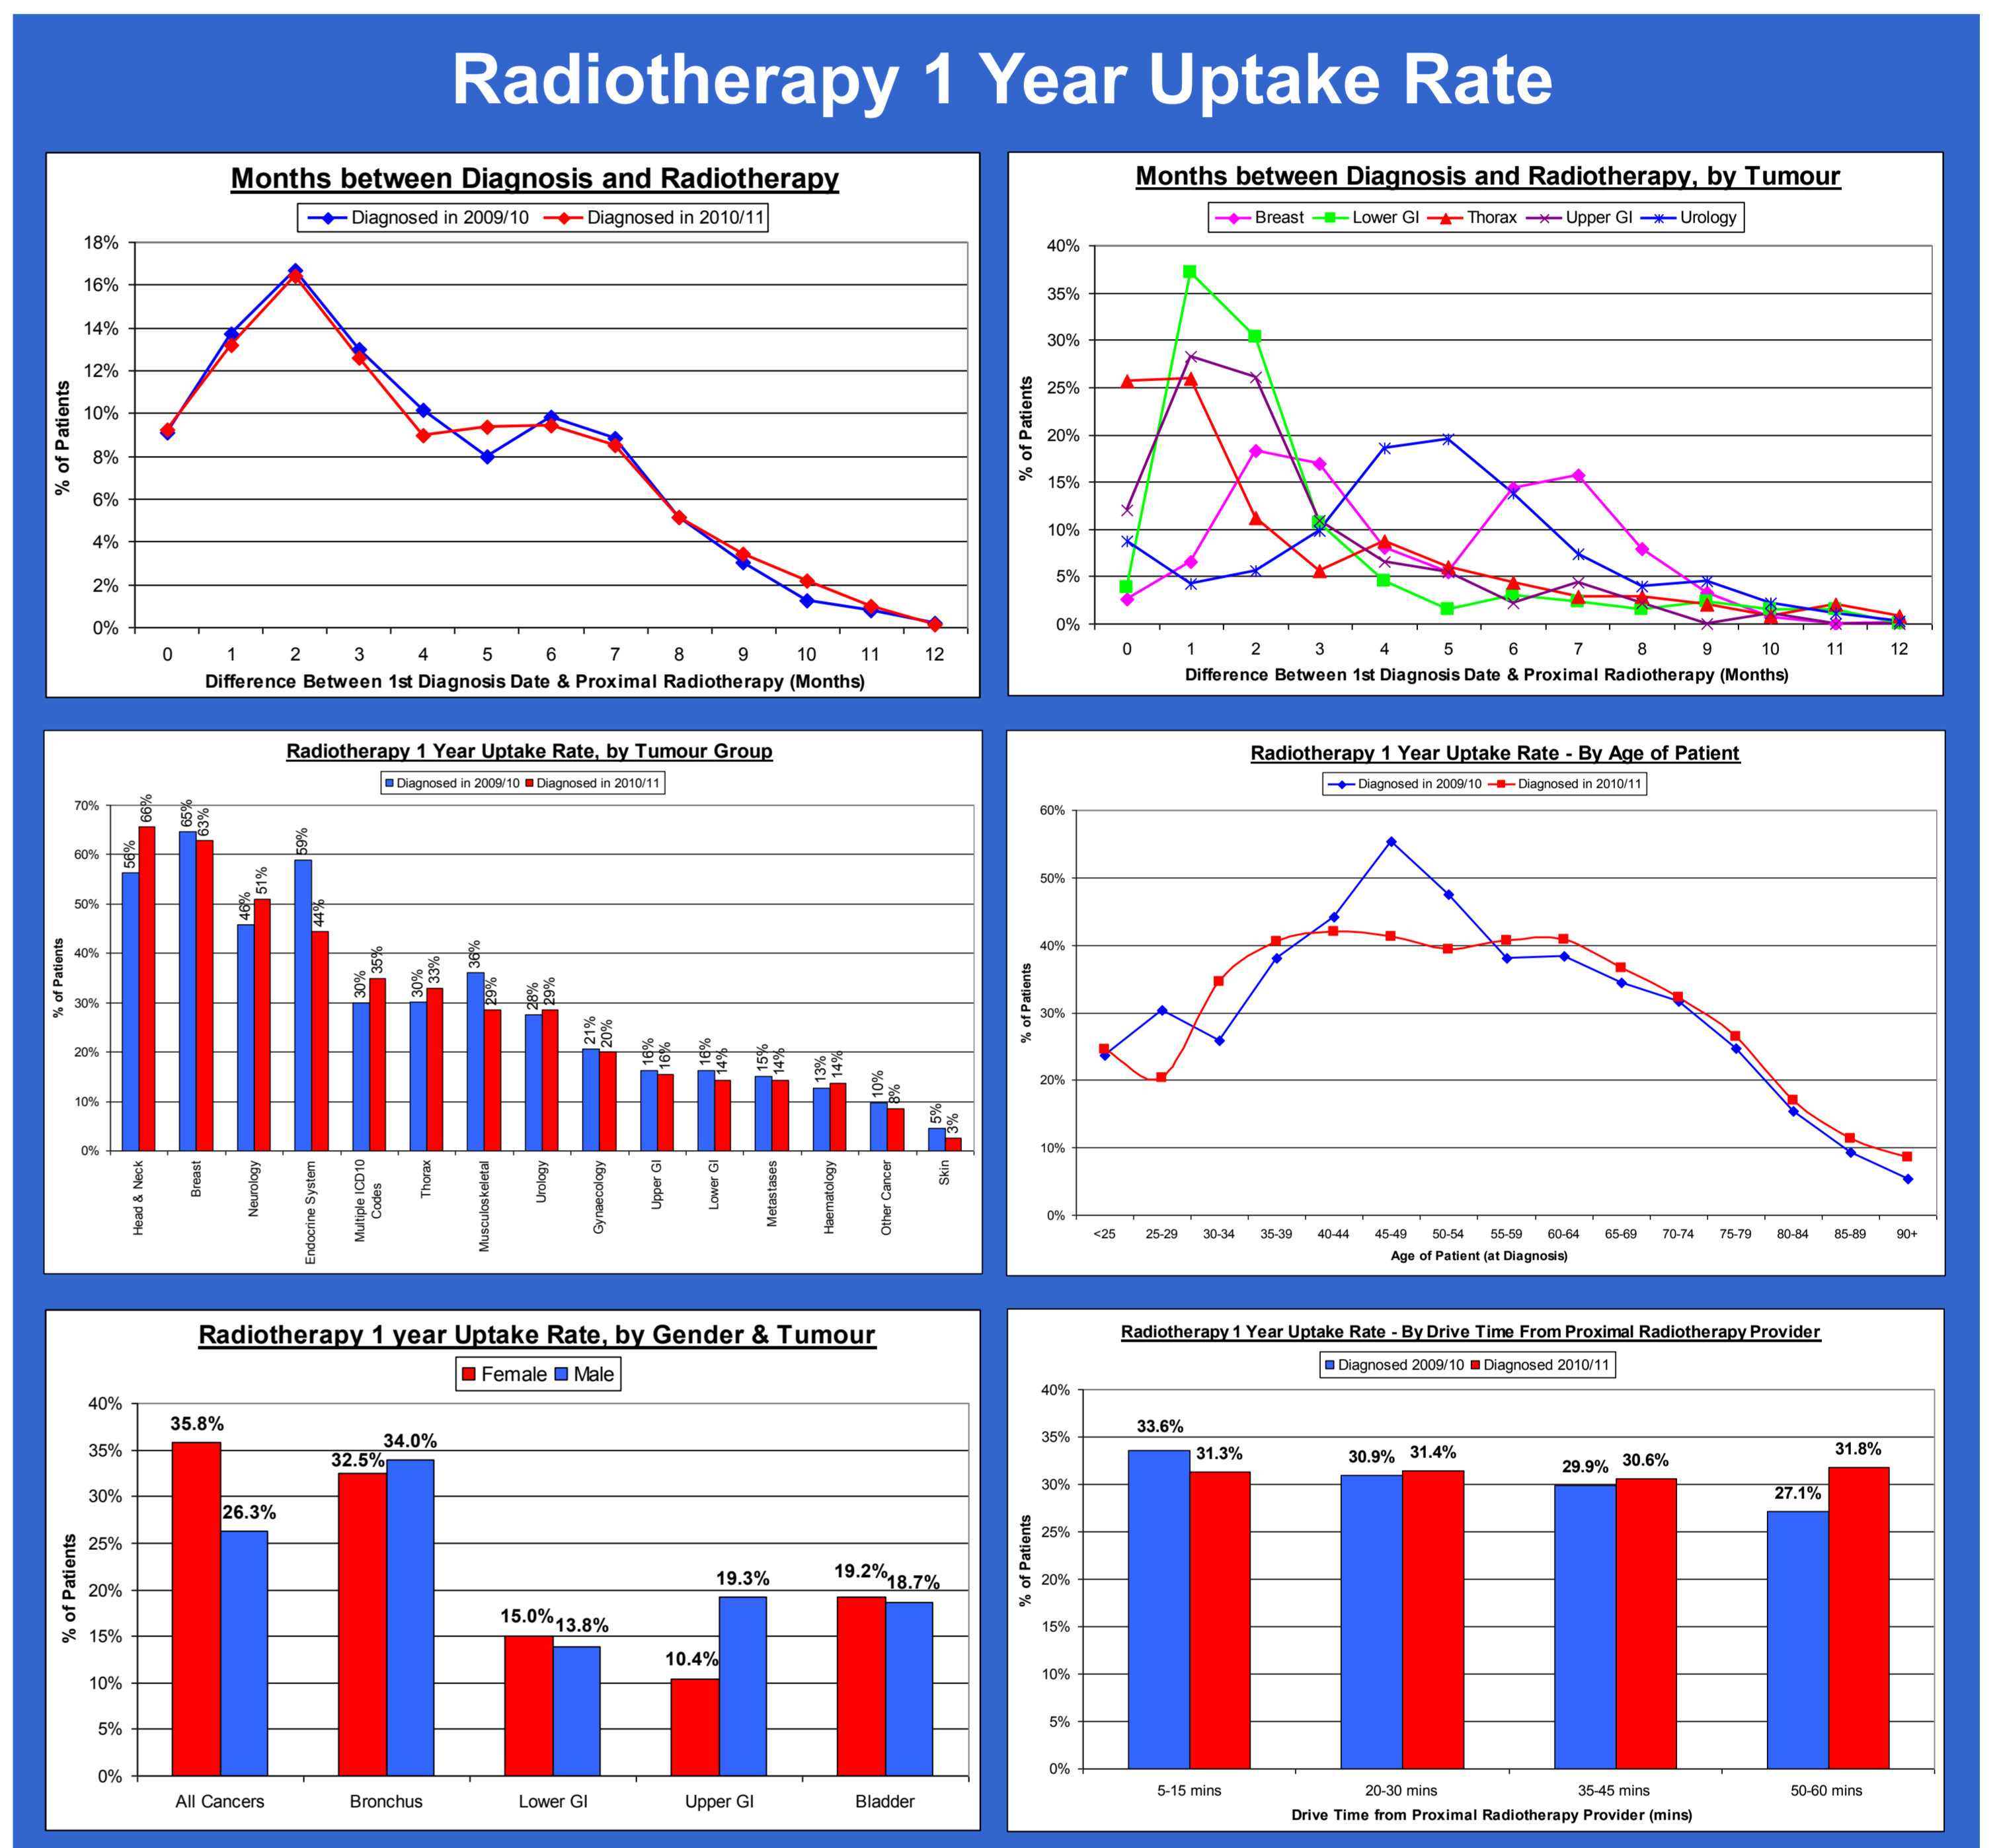 Radiotherapy 1 Year Uptake Rate
Months between Diagnosis and Radiotherapy
Diagnosed in 2009/10 Diagnosed in 2010/11
18%
16%
14%
12%
10%
8%
6%
4%
2%
0%
% of Patients
0 1 2 3 4 5 6 7 8 9 10 11 12
Difference Between 1st Diagnosis Date & Proximal Radiotherapy (Months)
Months between Diagnosis and Radiotherapy, by Tumour
Breast Lower GI Thorax Upper GI Urology
40%
35%
30%
25%
20%
15%
10%
5%
0%
% of Patients
0 1 2 3 4 5 6 7 8 9 10 11 12
Difference Between 1st Diagnosis Date & Proximal Radiotherapy (Months)
Radiotherapy 1 Year Uptake Rate, by Tumour Group
Diagnosed in 2009/10 Diagnosed in 2010/11
70%
60%
50%
40%
30%
20%
10%
0%
% of Patients
56% 66% 65% 63% 46% 51% 59% 44% 30% 35% 30% 33% 36% 29% 28% 29% 21% 20% 16% 16% 16% 14% 15% 14% 13% 14% 10% 8% 5% 3%
Head & Neck
Breast
Neurology
Endocrine System
Multiple ICD10
Codes
Thorax
Musculoskeletal
Urology
Gynaecology
Upper GI
Lower GI
Metastases
Haematology
Other Cancer
Skin
Radiotherapy 1 Year Uptake Rate - By Age of Patient
Diagnosed in 2009/10 Diagnosed in 2010/11
60%
50%
40%
30%
20%
10%
0%
% of Patients
<25 25-29 30-34 35-39 40-44 45-49 50-54 55-59 60-64 65-69 70-74 75-79 80-84 85-89 90+
Age of Patient (at Diagnosis)
Radiotherapy 1 year Uptake Rate, by Gender & Tumour
Female Male
40%
35%
30%
25%
20%
15%
10%
5%
0%
% of Patients
35.8% 26.3% 32.5% 34.0% 15.0% 13.8% 10.4% 19.3% 19.2% 18.7%
All Cancers Bronchus Lower GI Upper GI Bladder
Radiotherapy 1 Year Uptake Rate - By Drive Time From Proximal Radiotherapy Provider
Diagnosed 2009/10 Diagnosed 2010/11
40%
35%
30%
25%
20%
15%
10%
5%
0%
% of Patients
33.6% 31.3% 30.9% 31.4% 29.9% 30.6% 27.1% 31.8%
5-15 mins 20-30 mins 35-45 mins 50-60 mins
Drive Time from Proximal Radiotherapy Provider (mins)